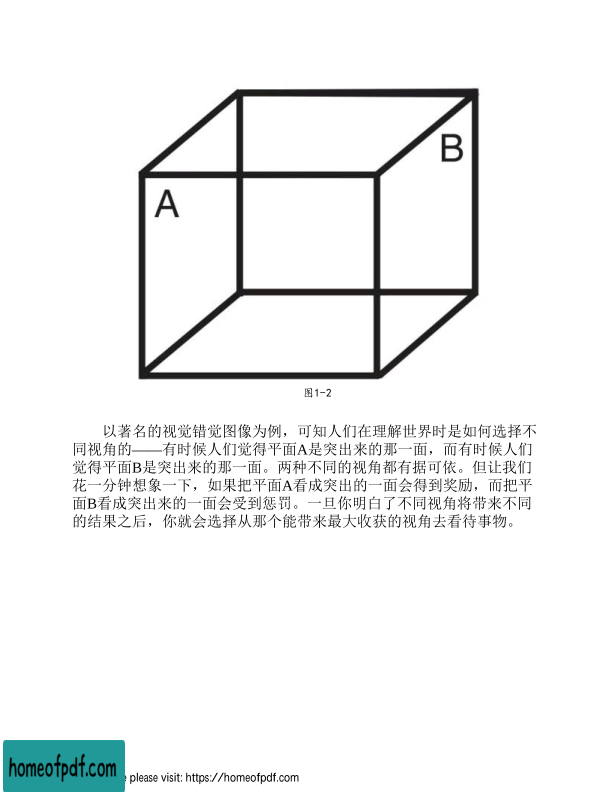 B
A
图1-2
以著名的视觉错觉图像为例，可知人们在理解世界时是如何选择不
同视角的——有时候人们觉得平面A是突出来的那一面，而有时候人们
觉得平面B是突出来的那一面。两种不同的视角都有据可依。但让我们
花一分钟想象一下，如果把平面A看成突出的一面会得到奖励，而把平
面B看成突出来的一面会受到惩罚。一旦你明白了不同视角将带来不同
的结果之后，你就会选择从那个能带来最大收获的视角去看待事物。
homeofpdf.com
e please visit: https://homeofpdf.com